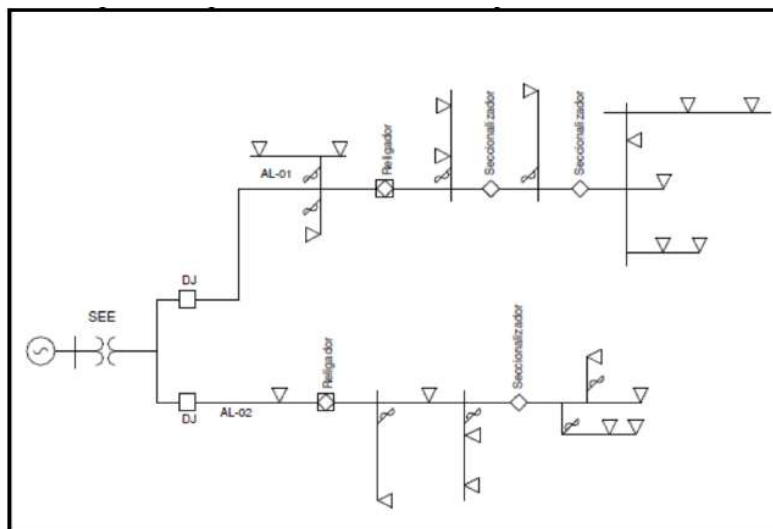 AL-01
Religador
Seccionalizador
Seccionalizador
DJ
SEE
DJ
AL-02
Religador
Seccionalizador